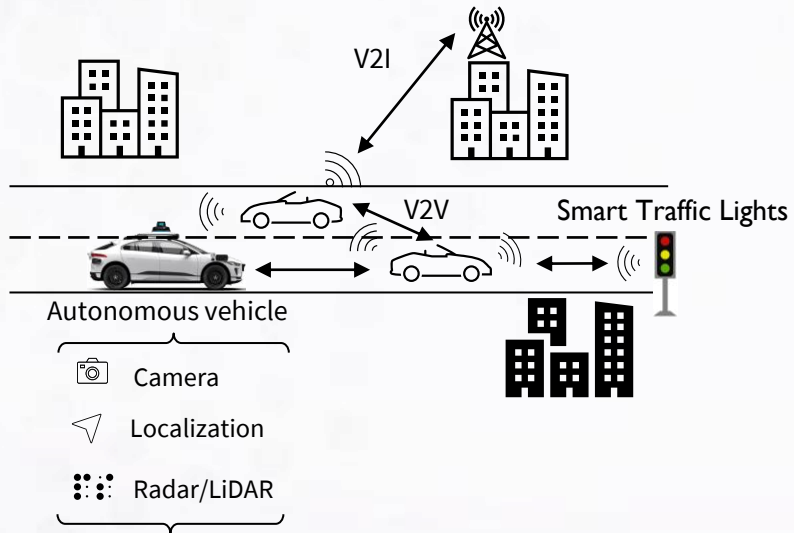 V2I
V2V
Smart Traffic Lights
Autonomous vehicle
Camera
Localization
Radar/LiDAR